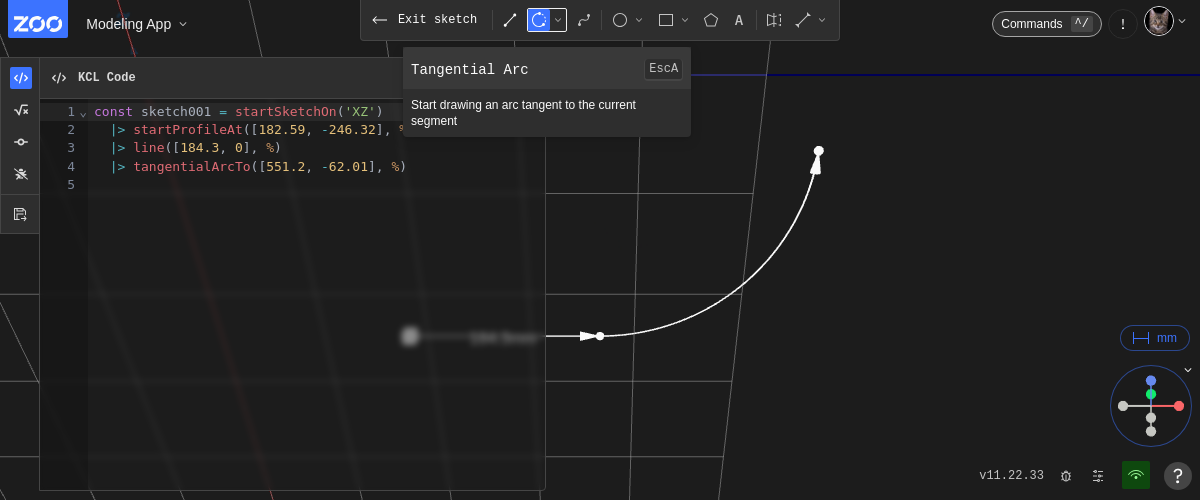 ZOO
Modeling App
Exit sketch
A
Commands ^/
!
KCL Code
Tangential Arc
EscA
Start drawing an arc tangent to the current
segment
1 const sketch001 = startSketchOn('XZ')
2 |> startProfileAt([182.59, -246.32], %
3 |> line([184.3, 0], %)
4 |> tangentialArcTo([551.2, -62.01], %)
5
mm
v11.22.33
?